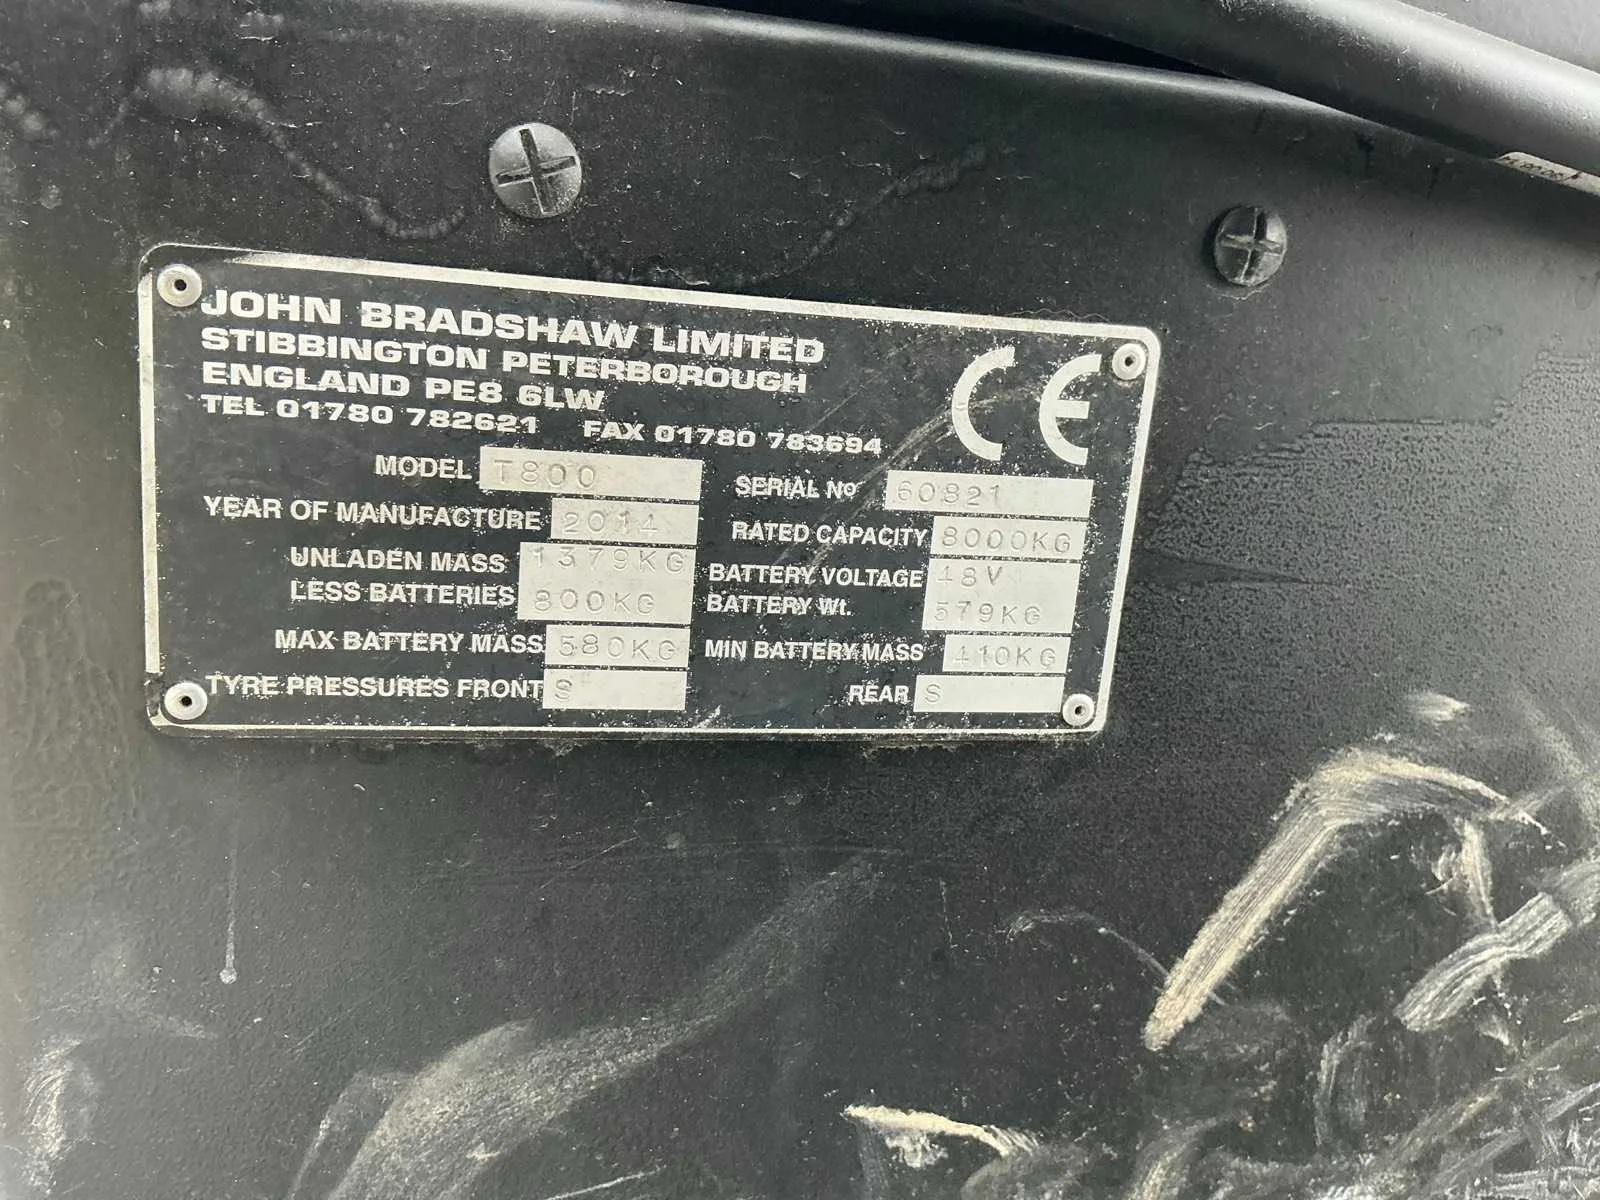 JOHN BRADSHAW LIMITED
STIBBINGTON PETERBOROUGH
ENGLAND PE8 6LW
TEL 01780 782621 FAX 01780 783694
CE
MODEL T800 SERIAL No 60821
YEAR OF MANUFACTURE 2014 RATED CAPACITY 8000KG
UNLADEN MASS 1379KG BATTERY VOLTAGE 48V
LESS BATTERIES 800KG BATTERY Wt. 579KG
MAX BATTERY MASS 580KG MIN BATTERY MASS 410KG
TYRE PRESSURES FRONT S REAR S